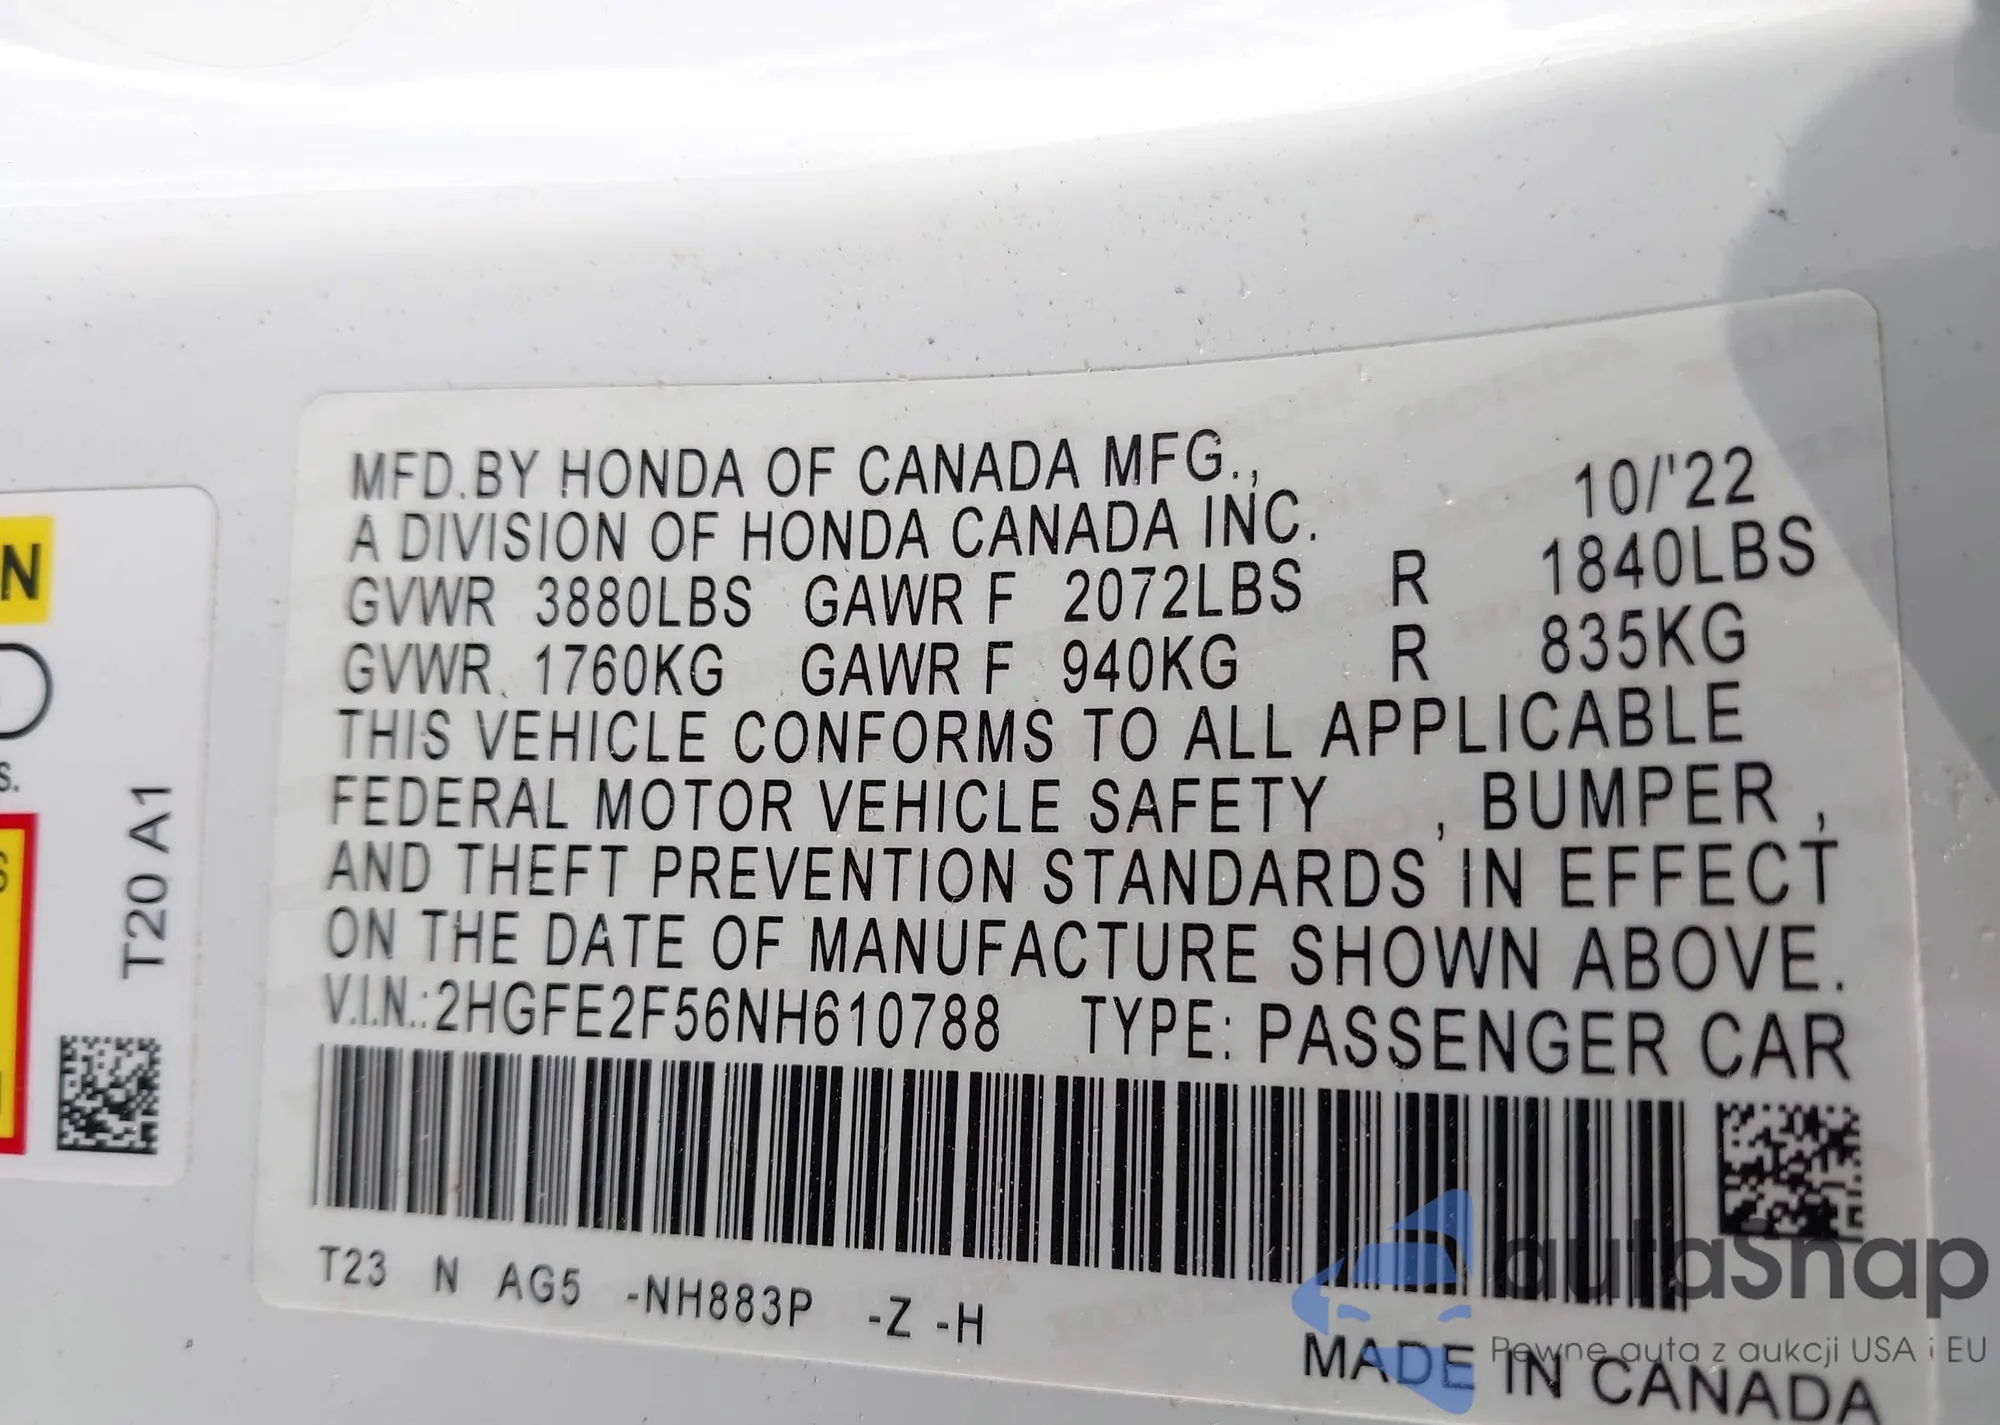 MFD.BY HONDA OF CANADA MFG., 10/'22
A DIVISION OF HONDA CANADA INC.
GVWR 3880LBS GAWR F 2072LBS R 1840LBS
GVWR 1760KG GAWR F 940KG R 835KG
THIS VEHICLE CONFORMS TO ALL APPLICABLE
FEDERAL MOTOR VEHICLE SAFETY , BUMPER ,
AND THEFT PREVENTION STANDARDS IN EFFECT
ON THE DATE OF MANUFACTURE SHOWN ABOVE.
V.I.N.:2HGFE2F56NH610788 TYPE: PASSENGER CAR
T23 N AG5 -NH883P -Z -H
MADE IN CANADA
T20 A1
N
S.
autaSnap
Pewne auta z aukcji USA i EU